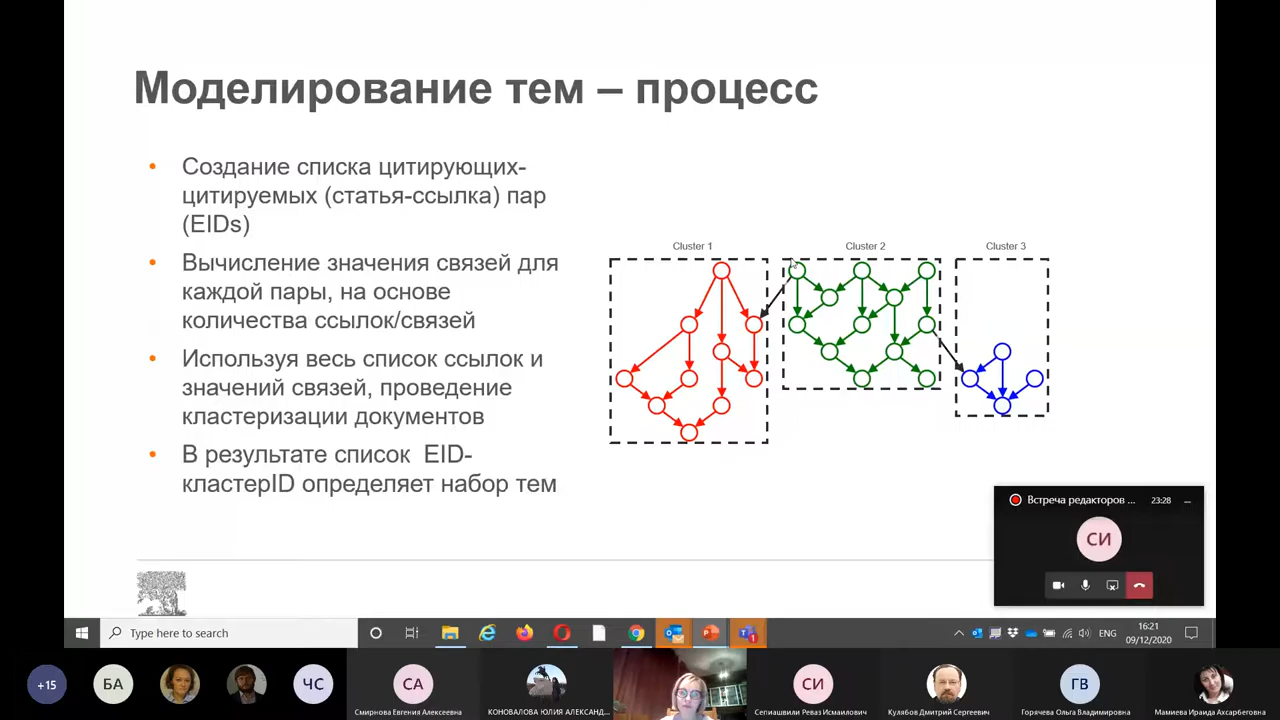 Моделирование тем – процесс
• Создание списка цитирующих-
цитируемых (статья-ссылка) пар
(EIDs)
• Вычисление значения связей для
каждой пары, на основе
количества ссылок/связей
• Используя весь список ссылок и
значений связей, проведение
кластеризации документов
• В результате список EID-
кластерID определяет набор тем
Cluster 1
Cluster 2
Cluster 3
Встреча редакторов ...
23:28
СИ
Type here to search
ENG
16:21
09/12/2020
+15
БА
ЧС
СА
Смирнова Евгения Алексеевна
КОНОВАЛОВА ЮЛИЯ АЛЕКСАНД...
СИ
Сепиашвили Реваз Исмаилович
Кулябов Дмитрий Сергеевич
ГВ
Горячева Ольга Владимировна
Мамиева Ираида Ахсарбеговна